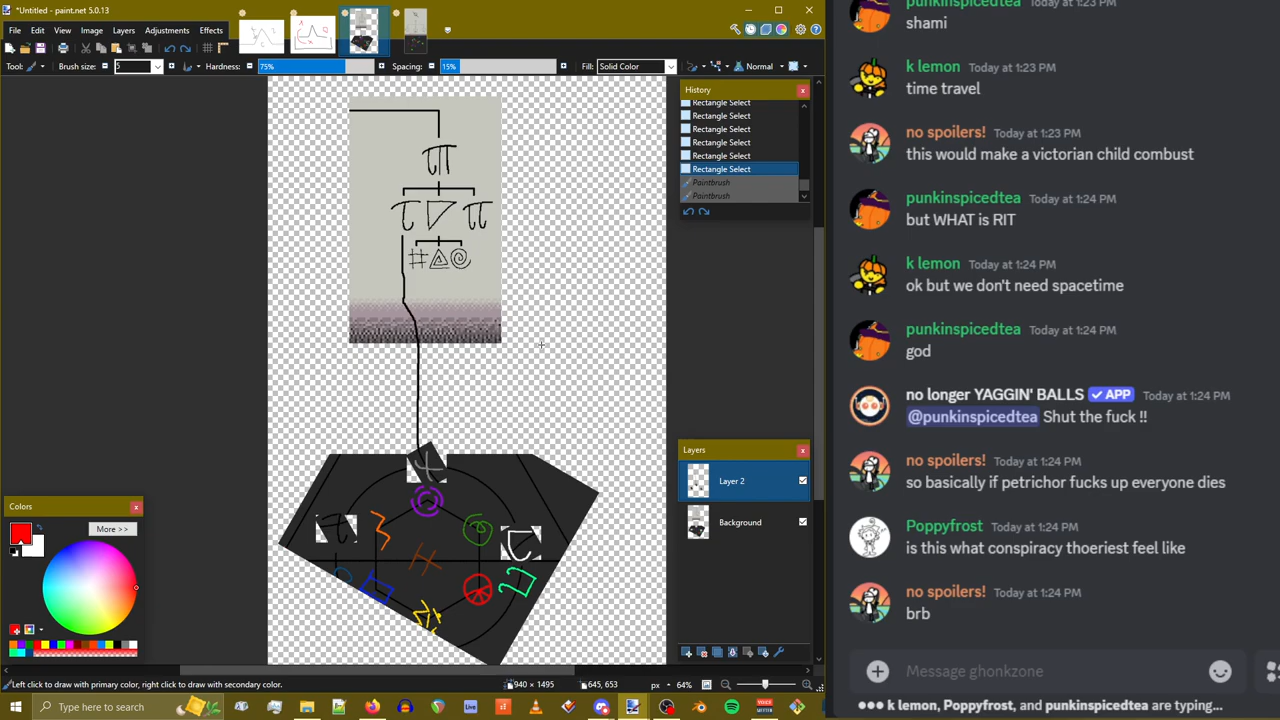 *Untitled - paint.net 5.0.13
File Edit View Image Layers Adjustments Effects
Tool: Brush size: 5 Hardness: 75% Spacing: 15% Fill: Solid Color Normal
History
Rectangle Select
Rectangle Select
Rectangle Select
Rectangle Select
Rectangle Select
Rectangle Select
Paintbrush
Paintbrush
Layers
Layer 2
Background
Colors
More >>
Left click to draw with primary color, right click to draw with secondary color.
940 × 1495
645, 653
px
64%
Type here to search
Live
punkinspicedtea Today at 1:23 PM
shami
k lemon Today at 1:23 PM
time travel
no spoilers! Today at 1:23 PM
this would make a victorian child combust
punkinspicedtea Today at 1:24 PM
but WHAT is RIT
k lemon Today at 1:24 PM
ok but we don't need spacetime
punkinspicedtea Today at 1:24 PM
god
no longer YAGGIN' BALLS ✓ APP Today at 1:24 PM
@punkinspicedtea Shut the fuck !!
no spoilers! Today at 1:24 PM
so basically if petrichor fucks up everyone dies
Poppyfrost Today at 1:24 PM
is this what conspiracy thoeriest feel like
no spoilers! Today at 1:24 PM
brb
Message ghonkzone
k lemon, Poppyfrost, and punkinspicedtea are typing...